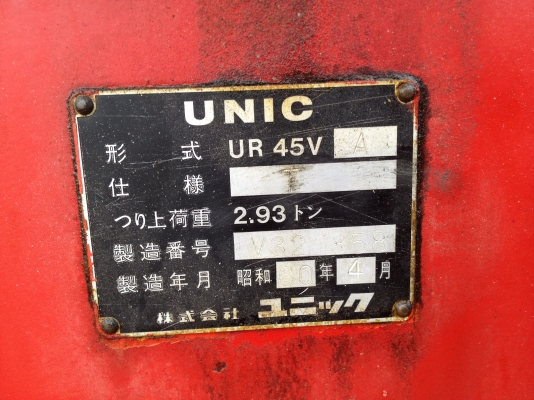 UNIC
形式 UR 45V A
仕様 T
つり上荷重 2.93トン
製造番号
製造年月 昭和 年 4 月
株式会社 ユニック